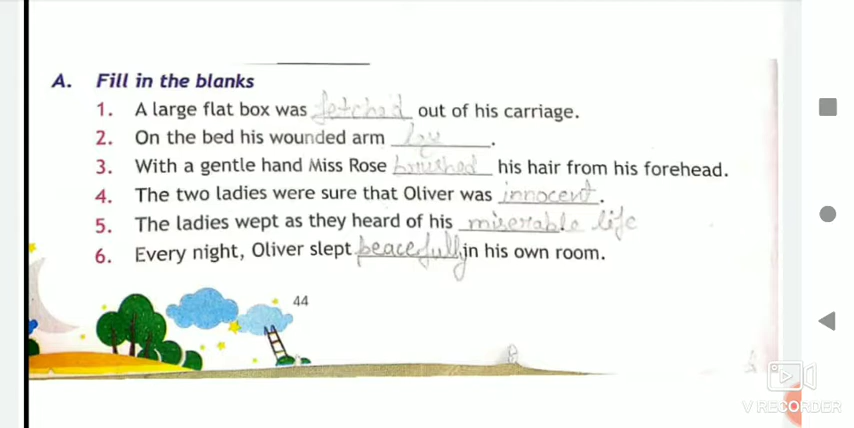 A. Fill in the blanks
1. A large flat box was fetched out of his carriage.
2. On the bed his wounded arm lay.
3. With a gentle hand Miss Rose brushed his hair from his forehead.
4. The two ladies were sure that Oliver was innocent.
5. The ladies wept as they heard of his miserable life
6. Every night, Oliver slept peacefully in his own room.
44
V RECORDER